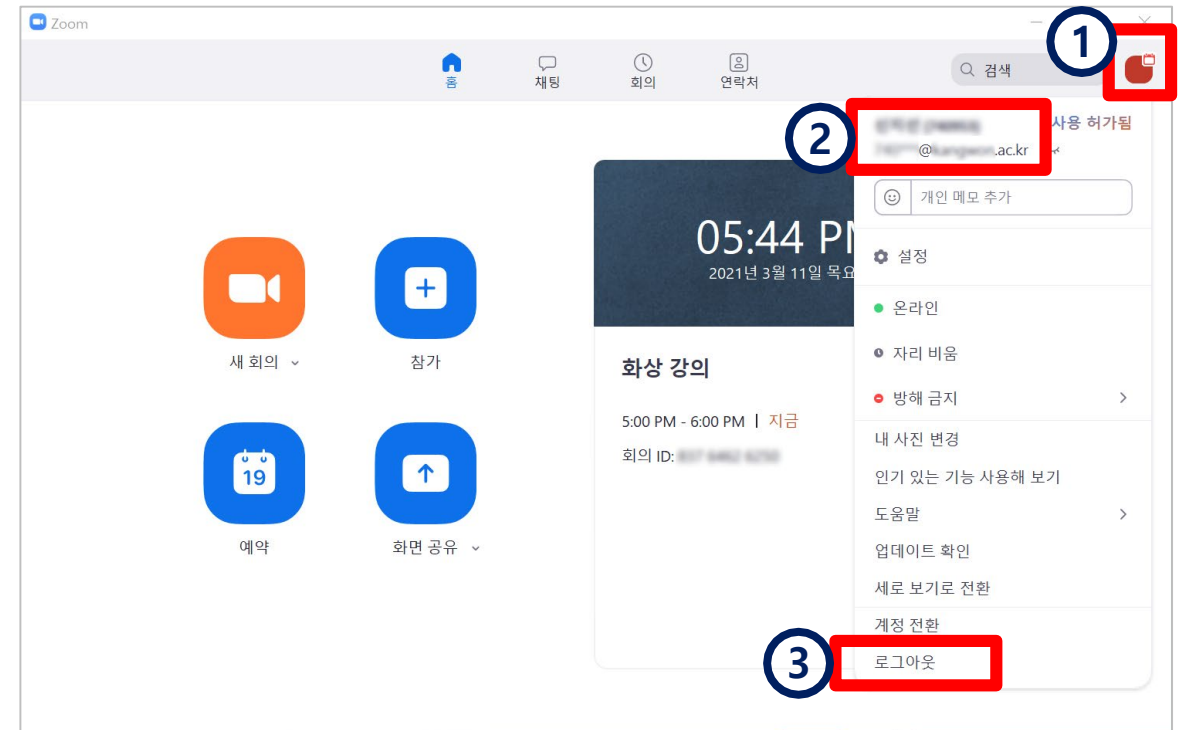 Zoom
1
홈
채팅
회의
연락처
검색
2
사용 허가됨
@ .ac.kr
개인 메모 추가
05:44 PM
2021년 3월 11일 목요
설정
온라인
자리 비움
방해 금지
새 회의
참가
화상 강의
5:00 PM - 6:00 PM | 지금
회의 ID:
내 사진 변경
인기 있는 기능 사용해 보기
도움말
업데이트 확인
세로 보기로 전환
19
예약
화면 공유
계정 전환
3
로그아웃